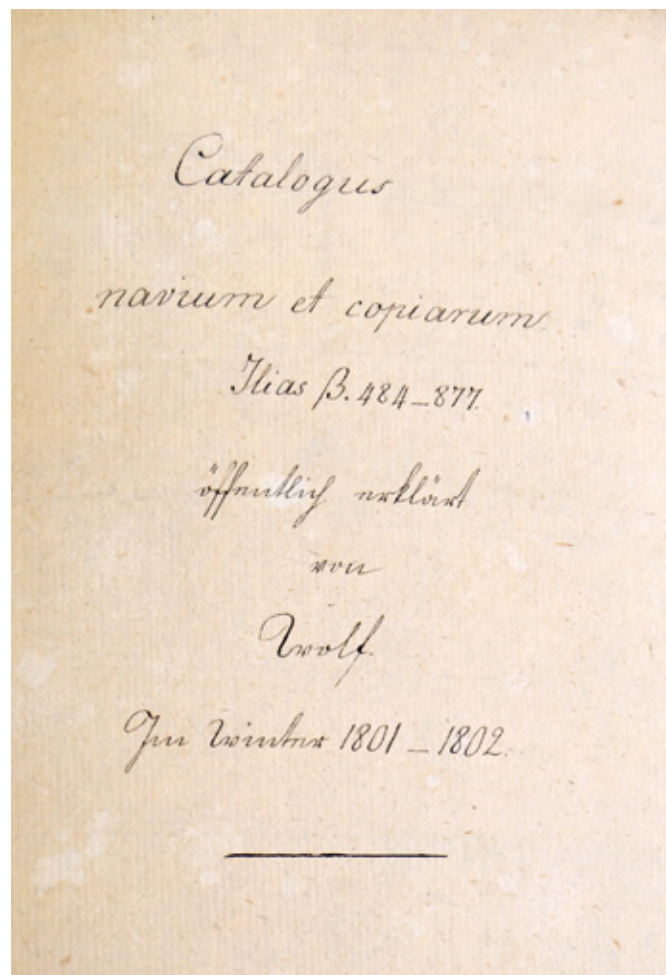 Catalogus
navium et copiarum.
Ilias β. 484_877.
öffentlich erklärt
von
Wolf.
Im Winter 1801_1802.